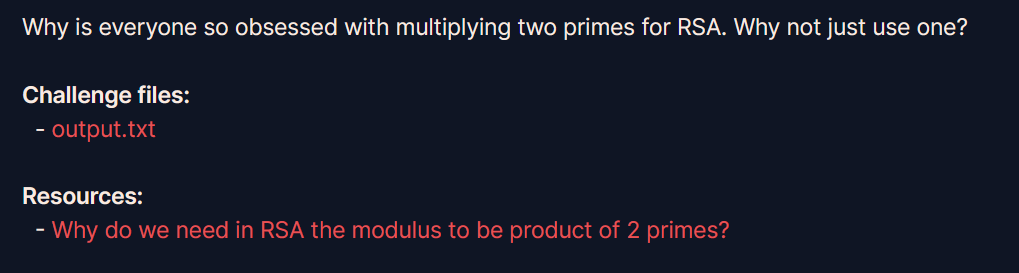 Why is everyone so obsessed with multiplying two primes for RSA. Why not just use one?
Challenge files:
- output.txt
Resources:
- Why do we need in RSA the modulus to be product of 2 primes?